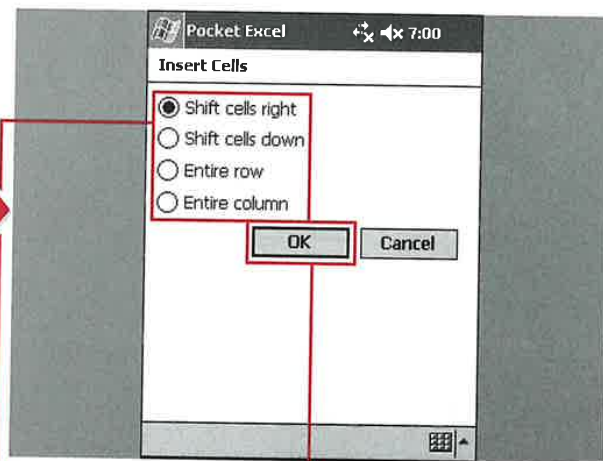 Pocket Excel 7:00
Insert Cells
Shift cells right
Shift cells down
Entire row
Entire column
OK Cancel